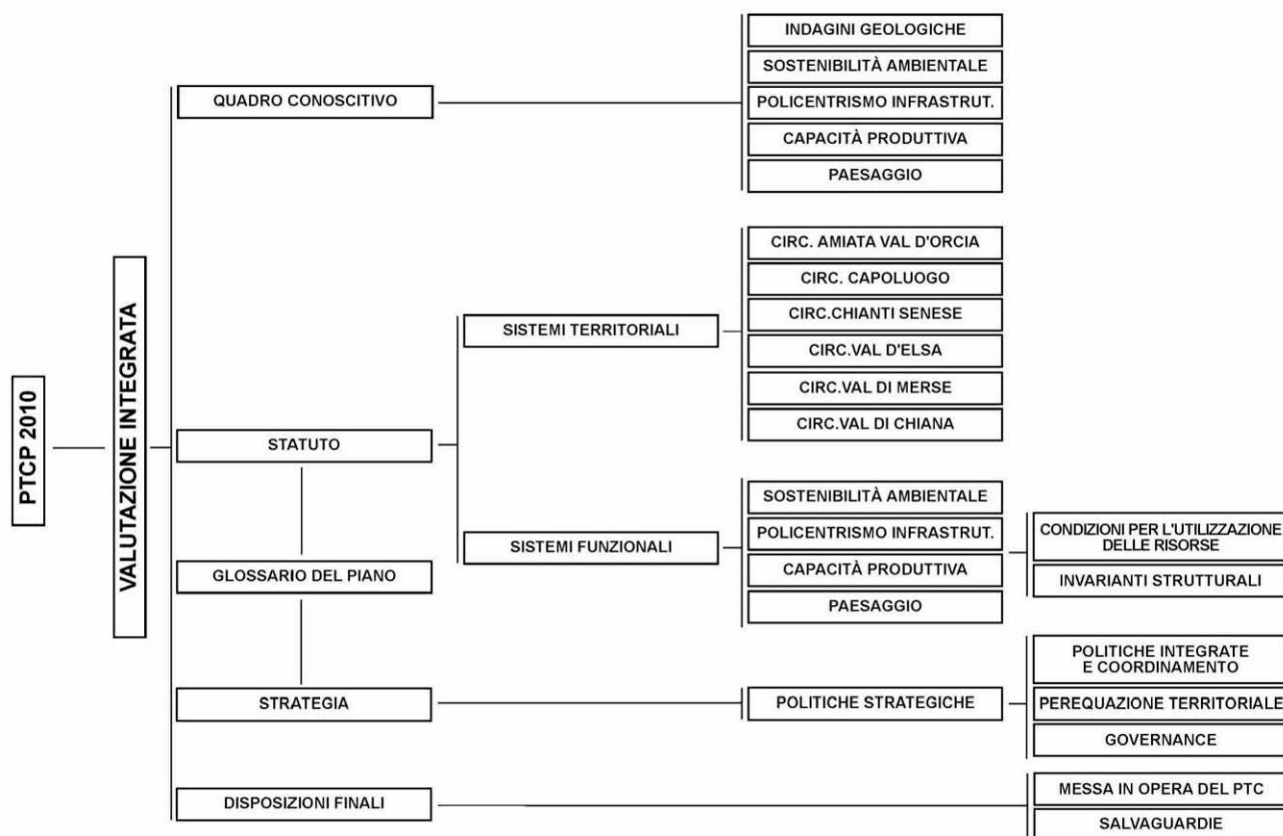 PTCP 2010
VALUTAZIONE INTEGRATA
QUADRO CONOSCITIVO
INDAGINI GEOLOGICHE
SOSTENIBILITÀ AMBIENTALE
POLICENTRISMO INFRASTRUT.
CAPACITÀ PRODUTTIVA
PAESAGGIO
STATUTO
SISTEMI TERRITORIALI
CIRC. AMIATA VAL D'ORCIA
CIRC. CAPOLUOGO
CIRC.CHIANTI SENESE
CIRC.VAL D'ELSA
CIRC.VAL DI MERSE
CIRC.VAL DI CHIANA
SISTEMI FUNZIONALI
SOSTENIBILITÀ AMBIENTALE
POLICENTRISMO INFRASTRUT.
CAPACITÀ PRODUTTIVA
PAESAGGIO
CONDIZIONI PER L'UTILIZZAZIONE
DELLE RISORSE
INVARIANTI STRUTTURALI
GLOSSARIO DEL PIANO
STRATEGIA
POLITICHE STRATEGICHE
POLITICHE INTEGRATE
E COORDINAMENTO
PEREQUAZIONE TERRITORIALE
GOVERNANCE
DISPOSIZIONI FINALI
MESSA IN OPERA DEL PTC
SALVAGUARDIE